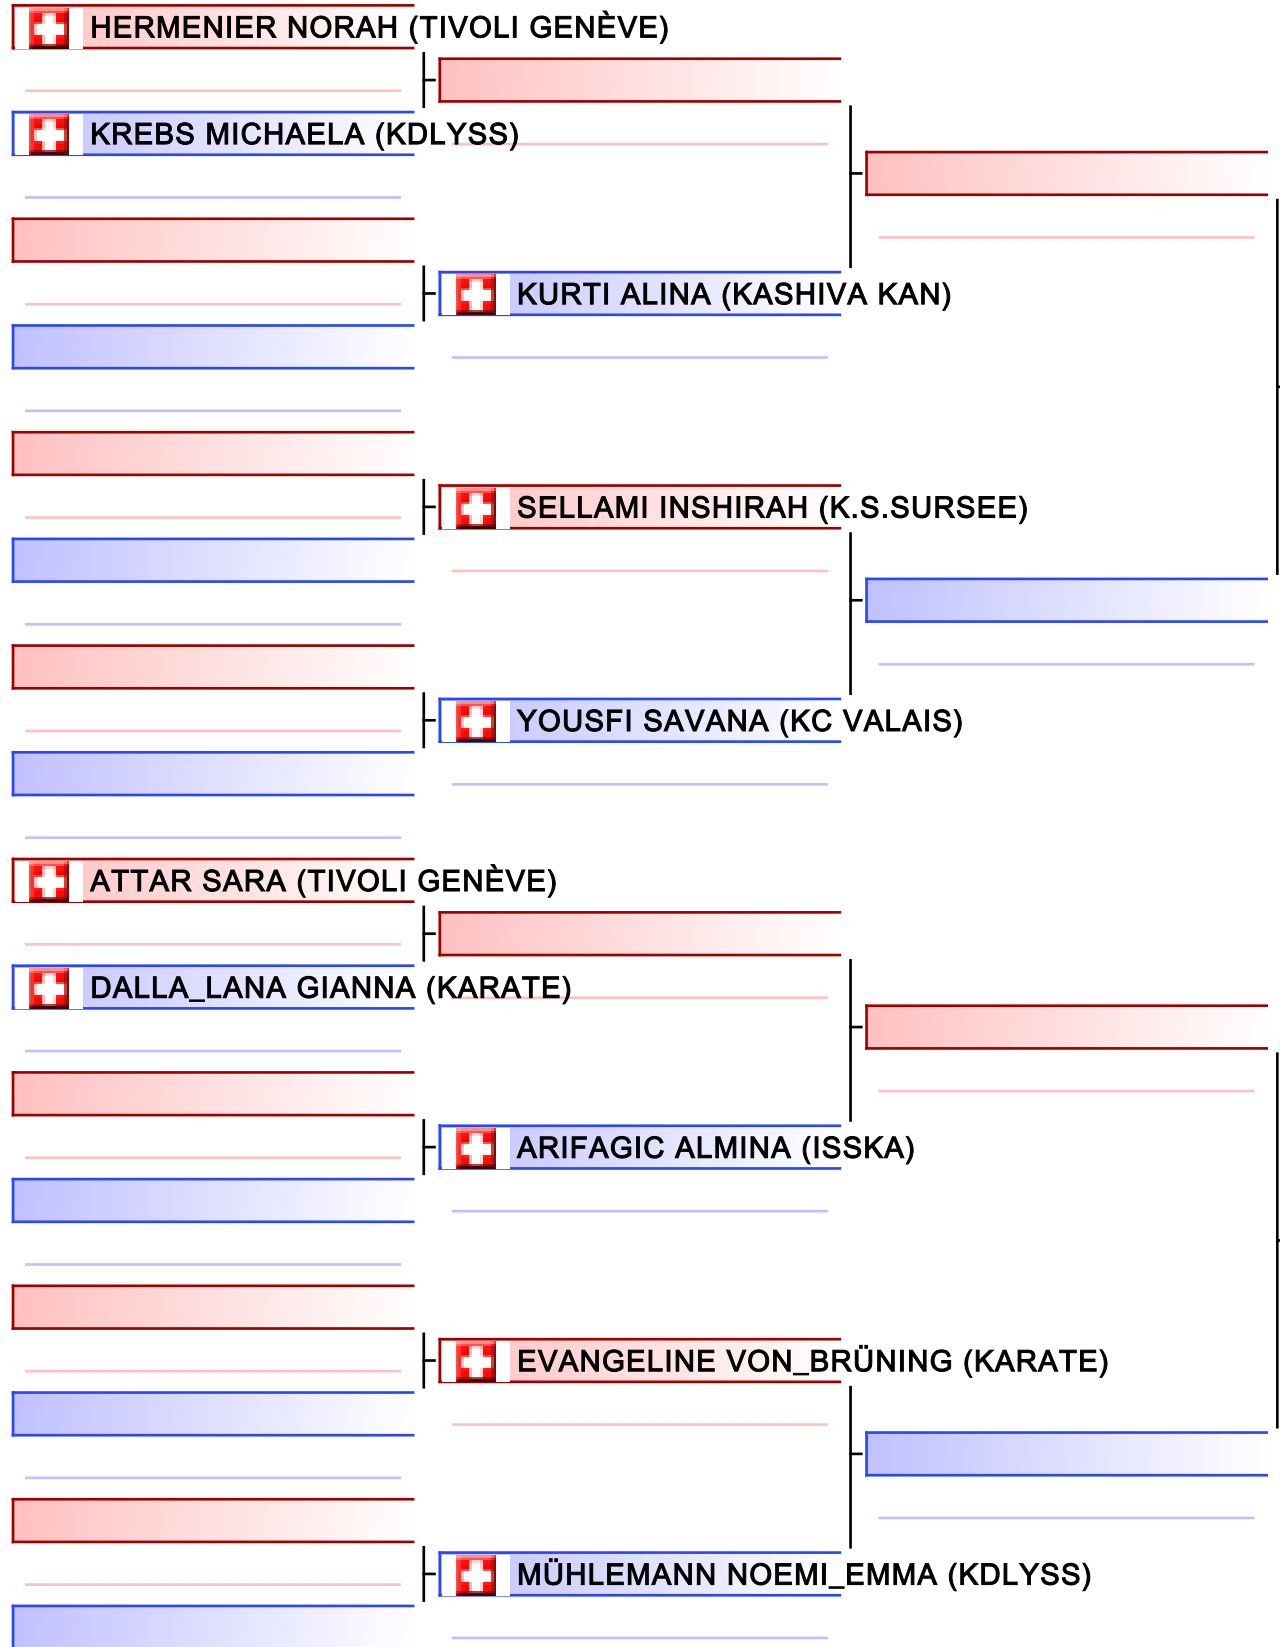 HERMENIER NORAH (TIVOLI GENÈVE)
KREBS MICHAELA (KDLYSS)
KURTI ALINA (KASHIVA KAN)
SELLAMI INSHIRAH (K.S.SURSEE)
YOUSFI SAVANA (KC VALAIS)
ATTAR SARA (TIVOLI GENÈVE)
DALLA_LANA GIANNA (KARATE)
ARIFAGIC ALMINA (ISSKA)
EVANGELINE VON_BRÜNING (KARATE)
MÜHLEMANN NOEMI_EMMA (KDLYSS)